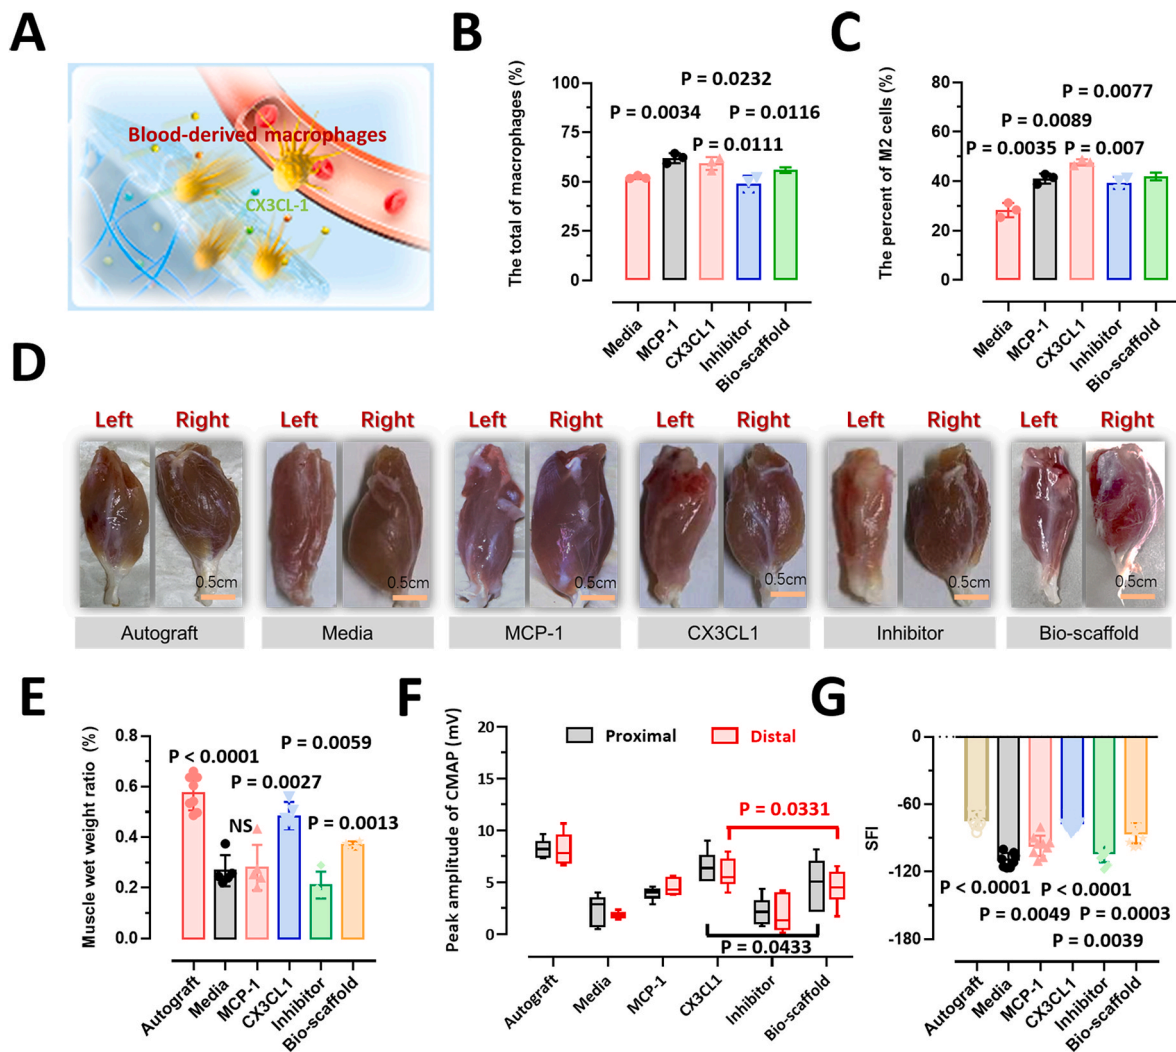 A
Blood-derived macrophages
CX3CL-1
B
The total of macrophages (%)
100
75
50
25
0
P = 0.0232
P = 0.0034
P = 0.0116
P = 0.0111
Media
MCP-1
CX3CL1
Inhibitor
Bio-scaffold
C
The percent of M2 cells (%)
80
60
40
20
0
P = 0.0077
P = 0.0089
P = 0.0035
P = 0.007
Media
MCP-1
CX3CL1
Inhibitor
Bio-scaffold
D
Left Right
Left Right
Left Right
Left Right
Left Right
Left Right
0.5cm
0.5cm
0.5cm
0.5cm
0.5cm
0.5cm
Autograft
Media
MCP-1
CX3CL1
Inhibitor
Bio-scaffold
E
Muscle wet weight ratio (%)
0.8
0.6
0.4
0.2
0.0
P = 0.0059
P < 0.0001
P = 0.0027
NS
P = 0.0013
Autograft
Media
MCP-1
CX3CL1
Inhibitor
Bio-scaffold
F
Peak amplitud of CMAP (mV)
20
15
10
5
0
Proximal
Distal
P = 0.0331
P = 0.0433
Autograft
Media
MCP-1
CX3CL1
Inhibitor
Bio-scaffold
G
SFI
0
-60
-120
-180
P < 0.0001
P < 0.0001
P = 0.0049
P = 0.0003
P = 0.0039
Autograft
Media
MCP-1
CX3CL1
Inhibitor
Bio-scaffold